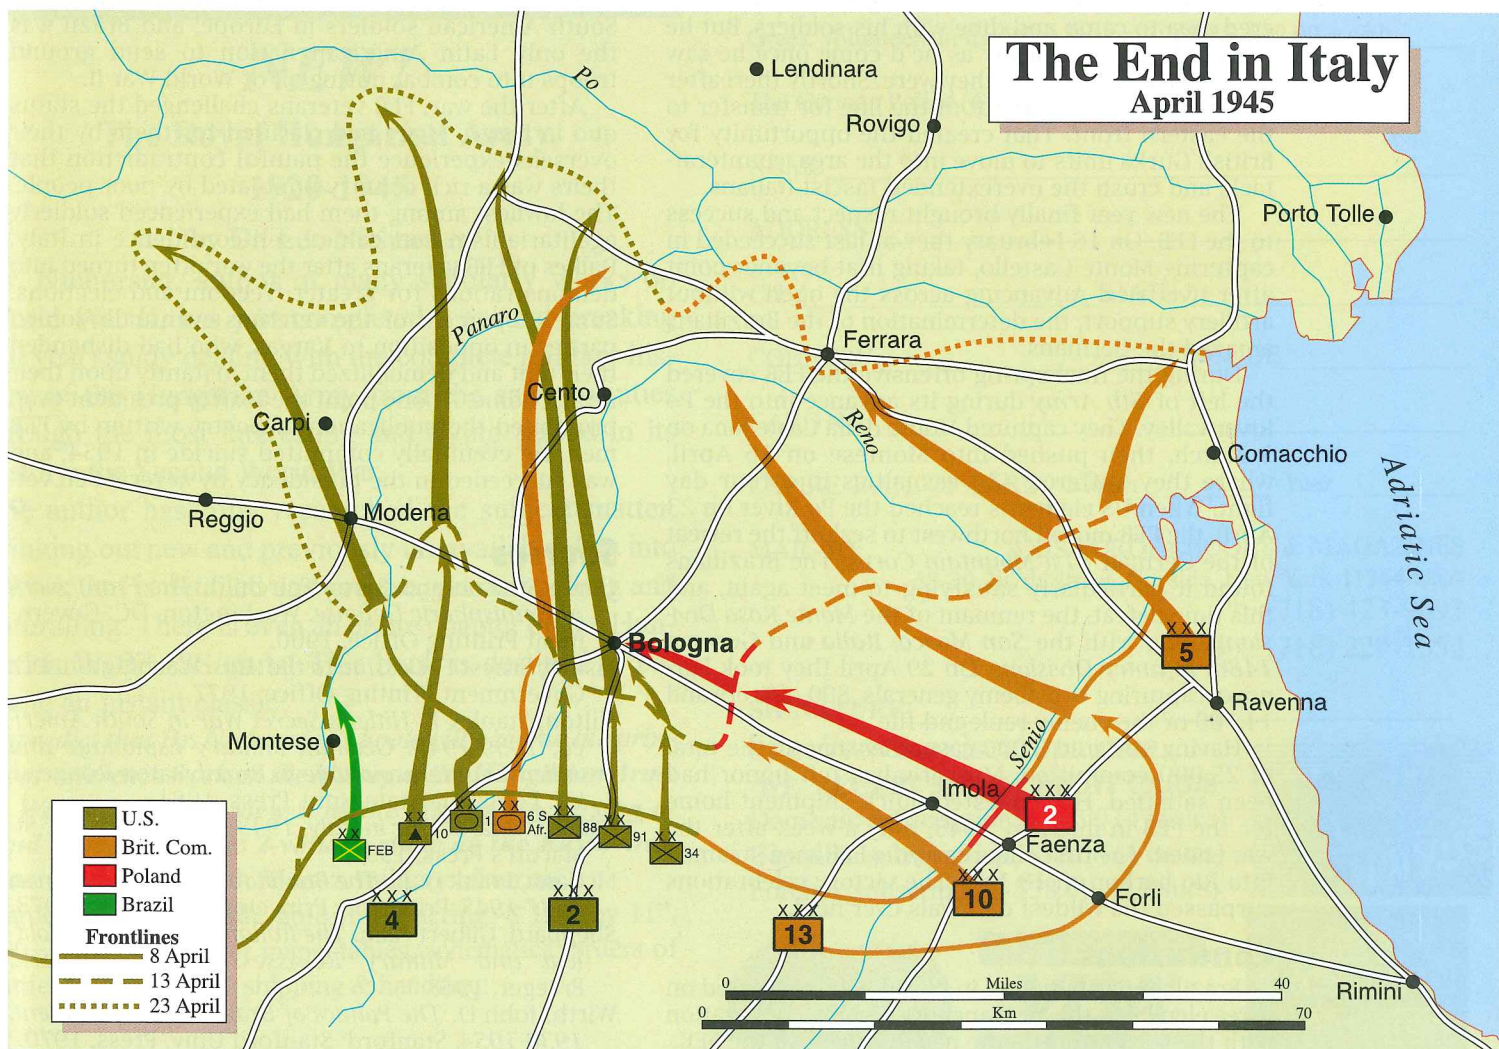 The End in Italy
April 1945
Po
Lendinara
Rovigo
Porto Tolle
Panaro
Ferrara
Cento
Reno
Carpi
Comacchio
Adriatic Sea
Reggio
Modena
Bologna
X X X
5
Ravenna
Montese
Senio
Imola
X X X
2
Faenza
X X
FEB
X X
10
X X
1
X X
6 S
Afr.
X X
88
X X
91
X X
34
X X X
4
X X X
2
X X X
10
X X X
13
Forli
Rimini
U.S.
Brit. Com.
Poland
Brazil
Frontlines
8 April
13 April
23 April
0 Miles 40
0 Km 70